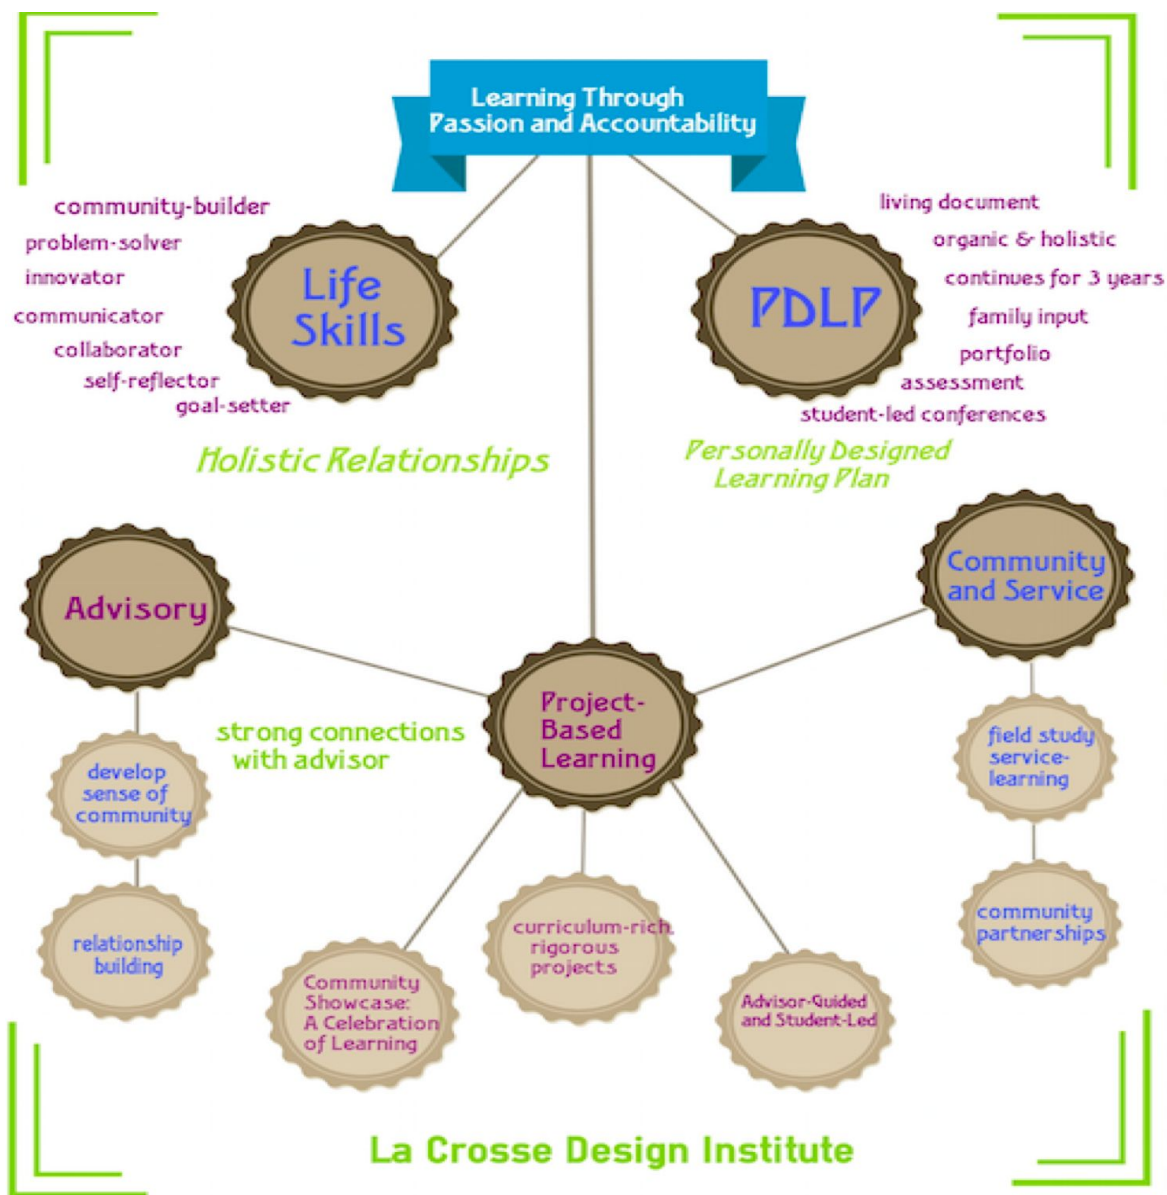 Learning Through
Passion and Accountability
community-builder
problem-solver
innovator
communicator
collaborator
self-reflector
goal-setter
Life
Skills
Holistic Relationships
PDLP
living document
organic & holistic
continues for 3 years
family input
portfolio
assessment
student-led conferences
Personally Designed
Learning Plan
Advisory
develop
sense of
community
relationship
building
strong connections
with advisor
Project-
Based
Learning
Community
Showcase:
A Celebration
of Learning
curriculum-rich,
rigorous
projects
Advisor-Guided
and Student-Led
Community
and Service
field study
service-
learning
community
partnerships
La Crosse Design Institute